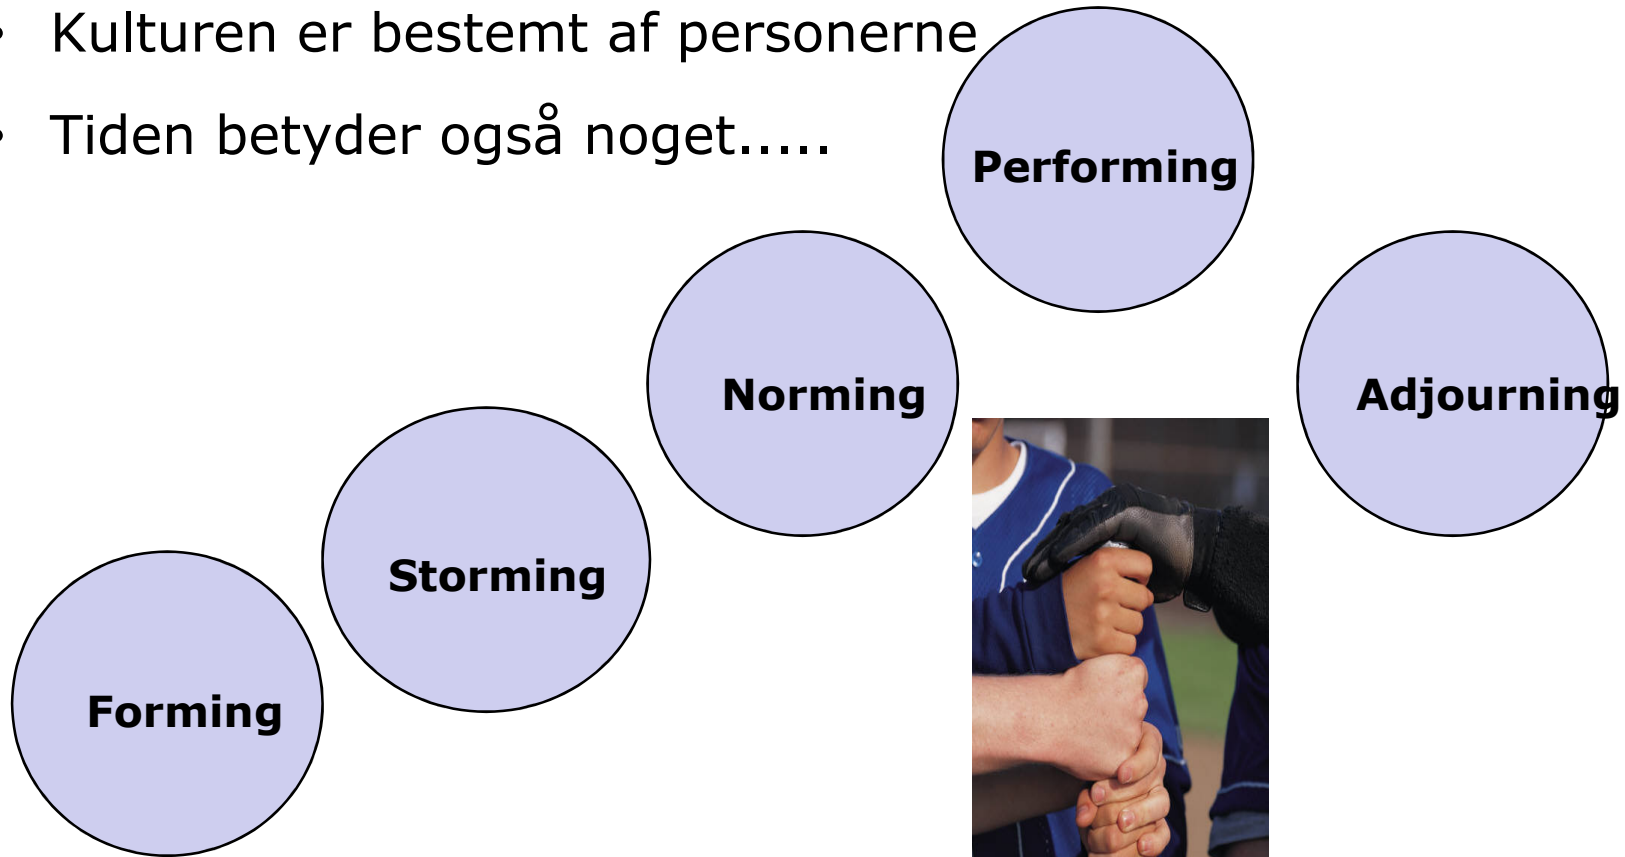 • Kulturen er bestemt af personerne
• Tiden betyder også noget.....
Performing
Norming
Adjourning
Storming
Forming